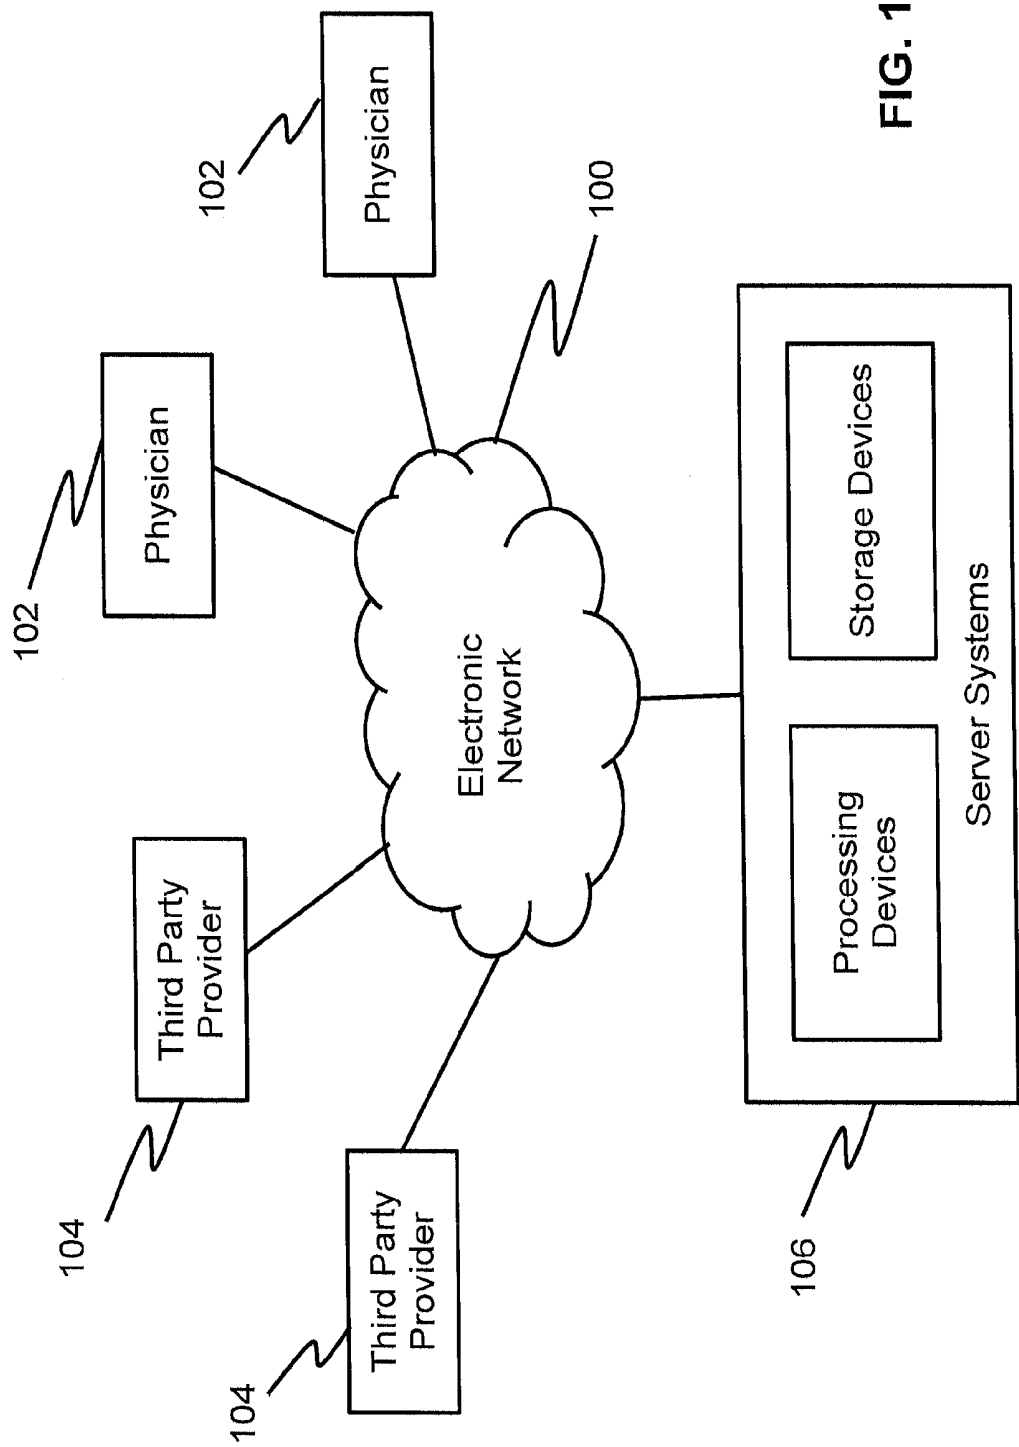 102
Physician
102
Physician
104
Third Party
Provider
104
Third Party
Provider
100
Electronic
Network
Processing
Devices
Storage Devices
Server Systems
106
FIG. 1